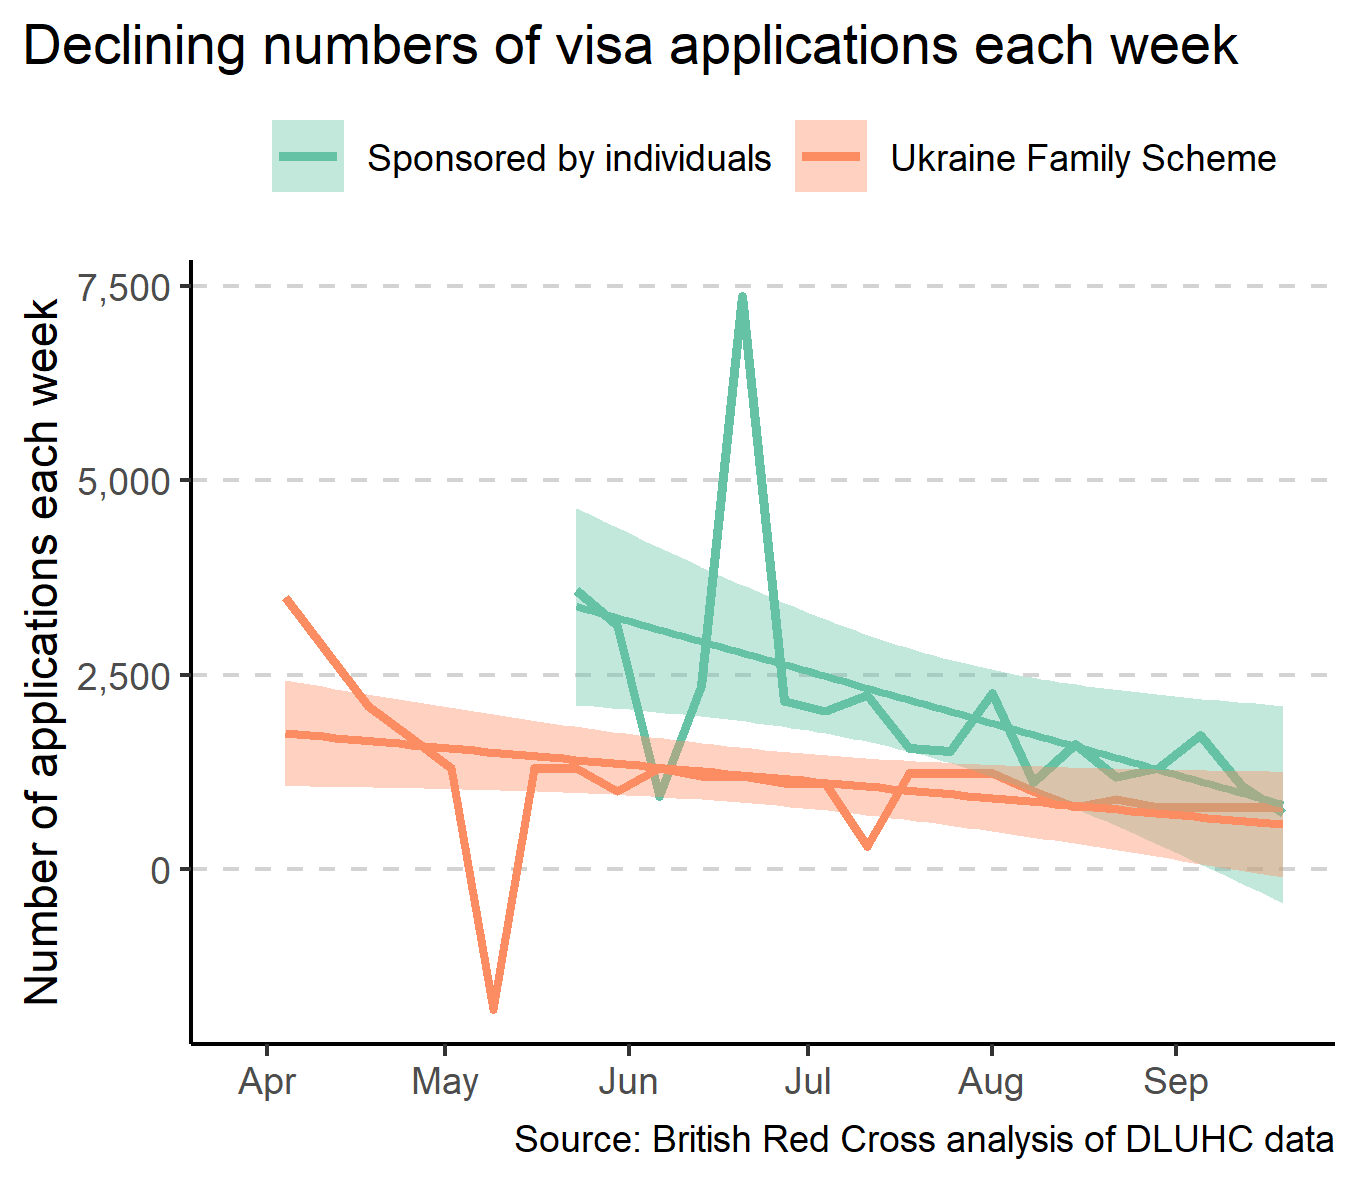 Declining numbers of visa applications each week
Sponsored by individuals
Ukraine Family Scheme
Number of applications each week
7,500
5,000
2,500
0
Apr
May
Jun
Jul
Aug
Sep
Source: British Red Cross analysis of DLUHC data